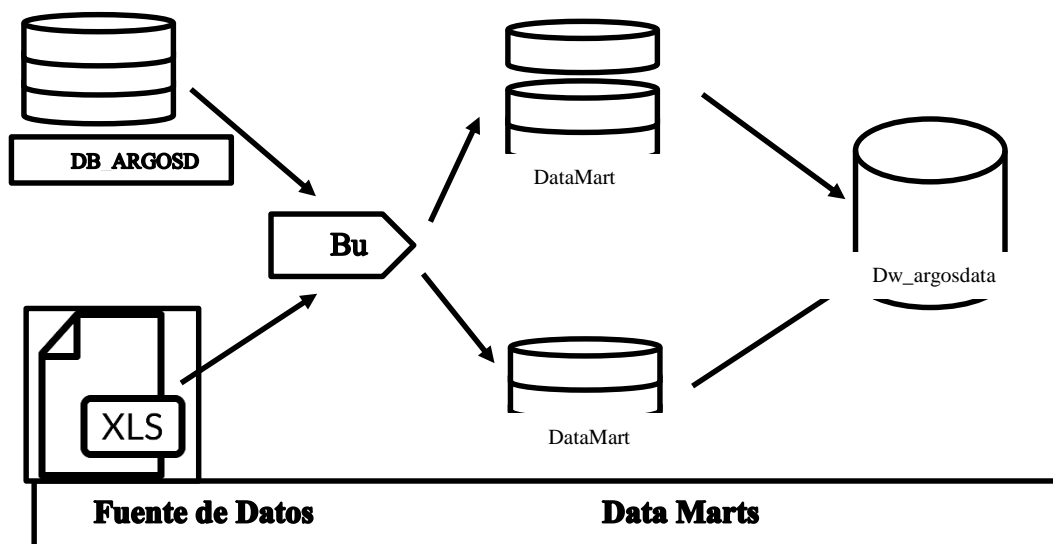 DB_ARGOSD
DataMart
Bu
Dw_argosdata
XLS
DataMart
Fuente de Datos
Data Marts